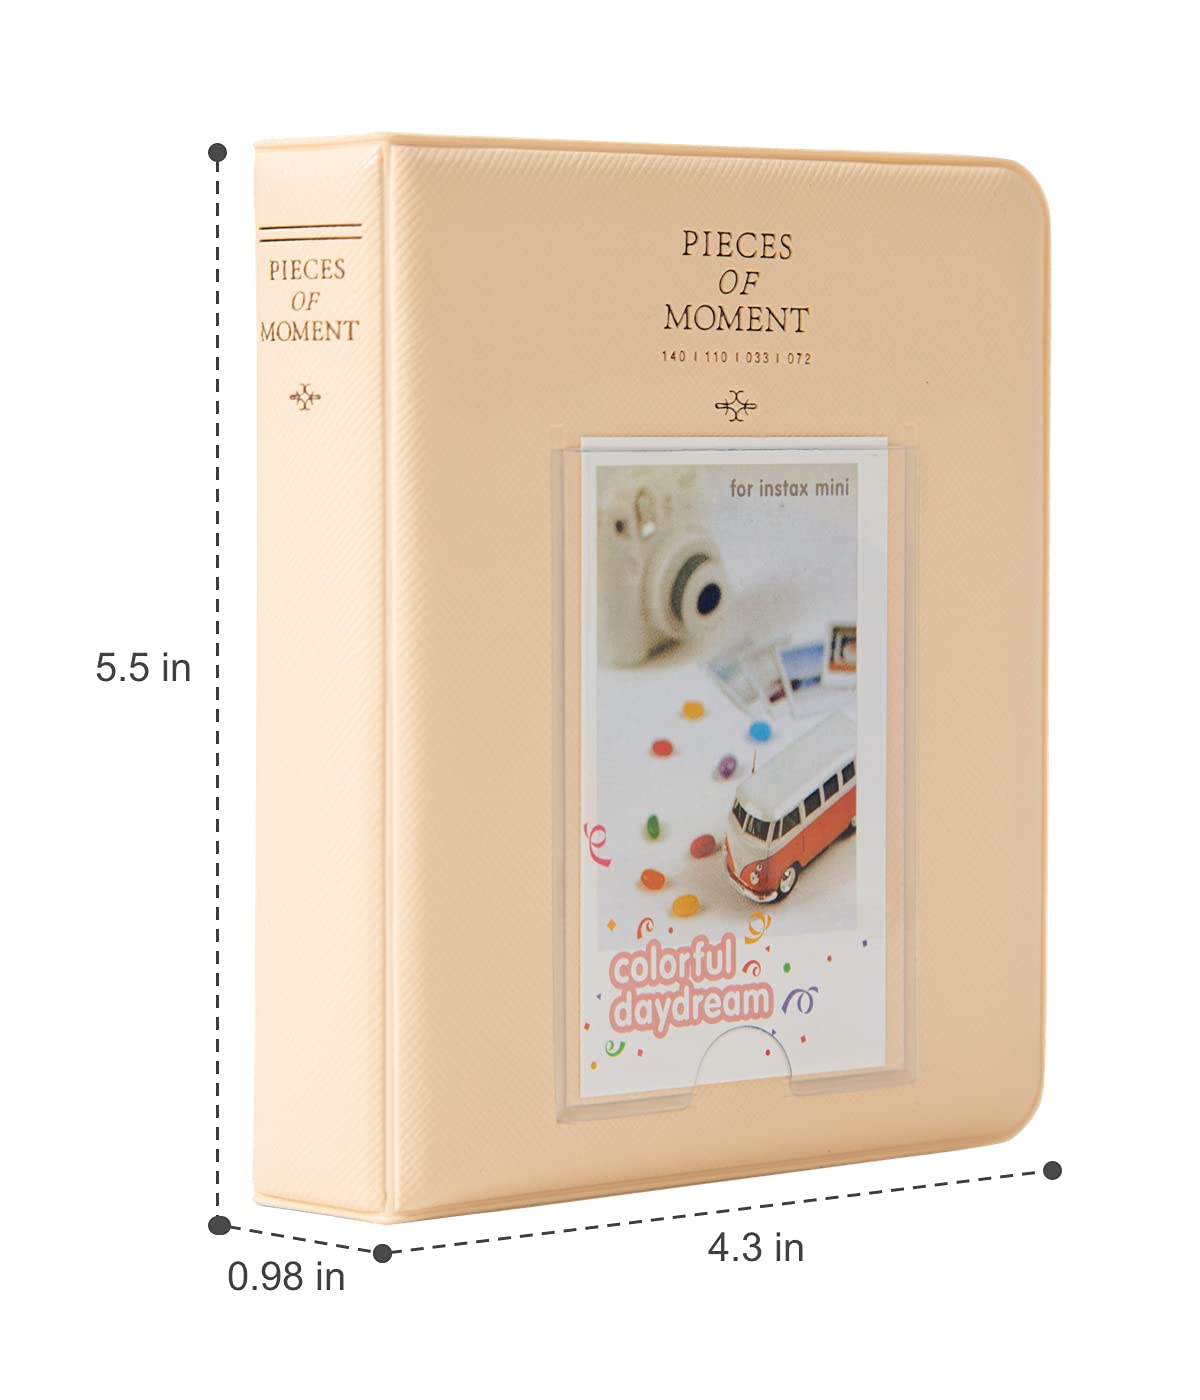 PIECES
OF
MOMENT
PIECES
OF
MOMENT
140 | 110 | 033 | 072
for instax mini
colorful
daydream
5.5 in
0.98 in
4.3 in